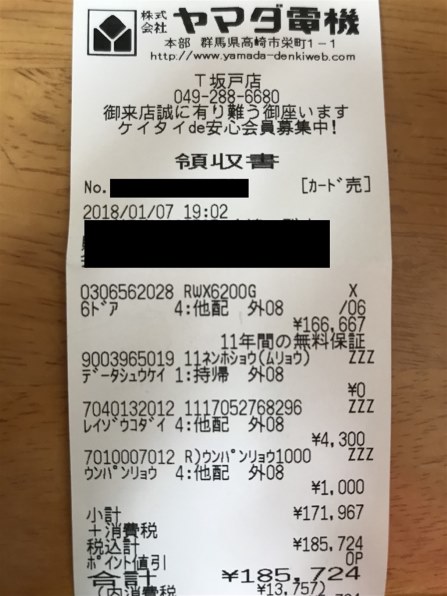 株式会社 ヤマダ電機
本部 群馬県高崎市栄町1-1
http://www.yamada-denkiweb.com/
T坂戸店
049-288-6680
御来店誠に有り難う御座います
ケイタイde安心会員募集中!
領収書
No. [カード売]
2018/01/07 19:02
0306562028 RWX6200G X
6ドア 4:他配 外08 /06
¥166,667
11年間の無料保証
9003965019 11ネンホショウ(ムリョウ) ZZZ
データシュウケイ 1:持帰 外08
¥0
7040132012 1117052768296 ZZZ
レイゾウコダイ 4:他配 外08
¥4,300
7010007012 R)ウンパンリョウ1000 ZZZ
ウンパンリョウ 4:他配 外08
¥1,000
小計 ¥171,967
+消費税
税込計 ¥185,724
ポイント値引 0P
合計 ¥185,724
(内消費税 ¥13,757)